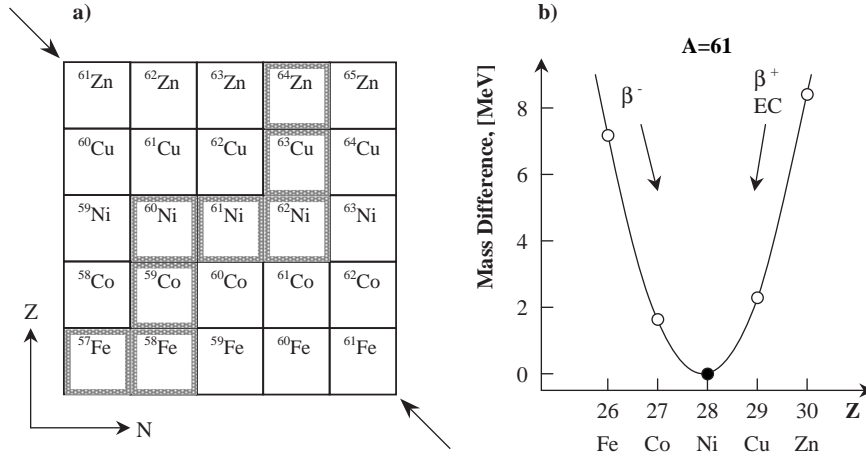 a)
⁶¹Zn ⁶²Zn ⁶³Zn ⁶⁴Zn ⁶⁵Zn
⁶⁰Cu ⁶¹Cu ⁶²Cu ⁶³Cu ⁶⁴Cu
⁵⁹Ni ⁶⁰Ni ⁶¹Ni ⁶²Ni ⁶³Ni
⁵⁸Co ⁵⁹Co ⁶⁰Co ⁶¹Co ⁶²Co
⁵⁷Fe ⁵⁸Fe ⁵⁹Fe ⁶⁰Fe ⁶¹Fe
Z
N
b)
A=61
Mass Difference, [MeV]
8
6
4
2
0
β⁻
β⁺
EC
26 27 28 29 30 Z
Fe Co Ni Cu Zn